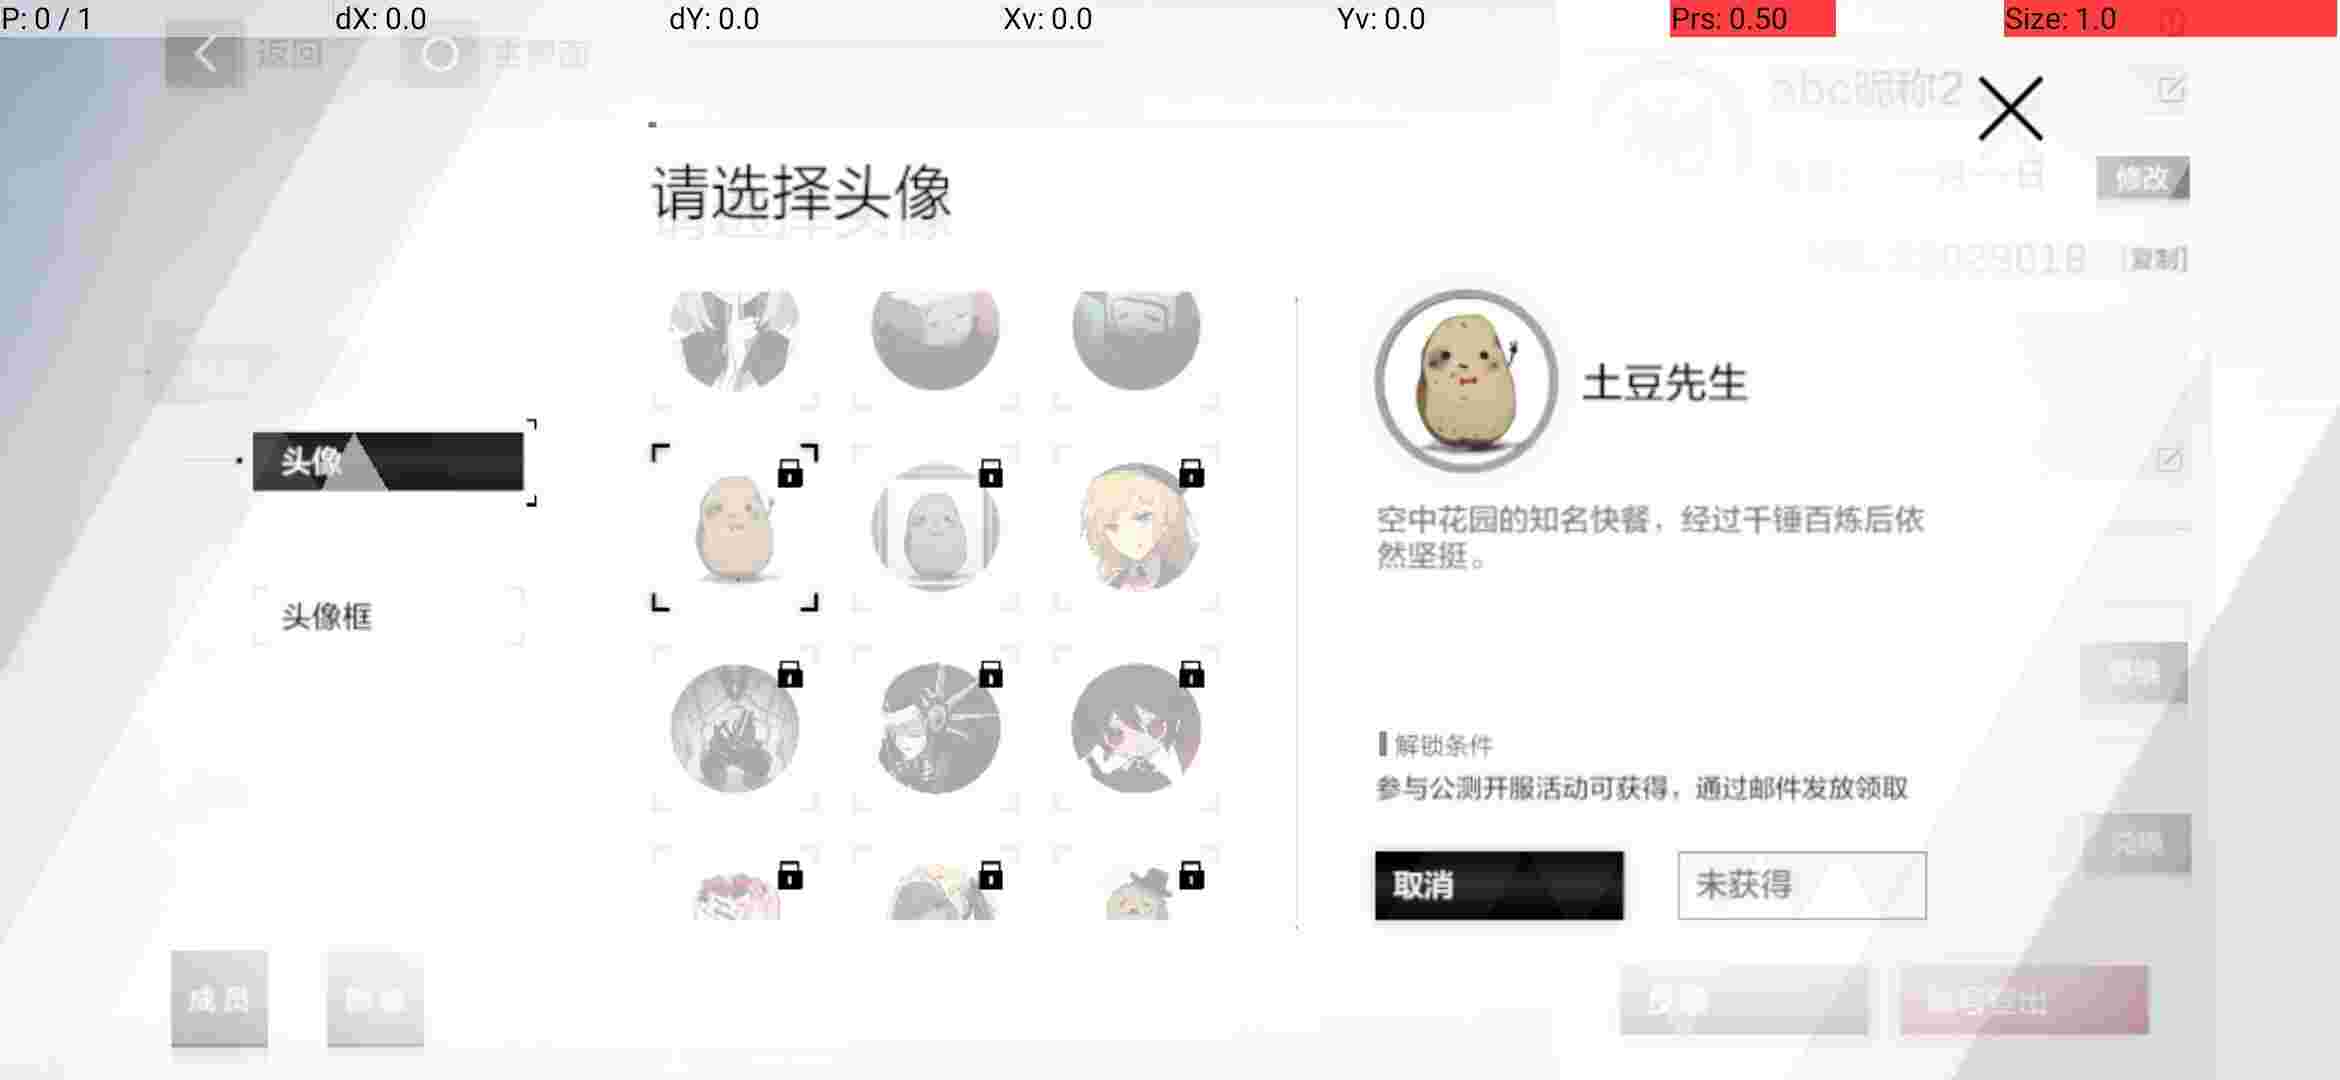 P: 0 / 1
dX: 0.0
dY: 0.0
Xv: 0.0
Yv: 0.0
Prs: 0.50
Size: 1.0
返回
主界面
abc昵称2
修改
029018
[复制]
请选择头像
头像
头像框
土豆先生
空中花园的知名快餐，经过千锤百炼后依
然坚挺。
解锁条件
参与公测开服活动可获得，通过邮件发放领取
取消
未获得
成员